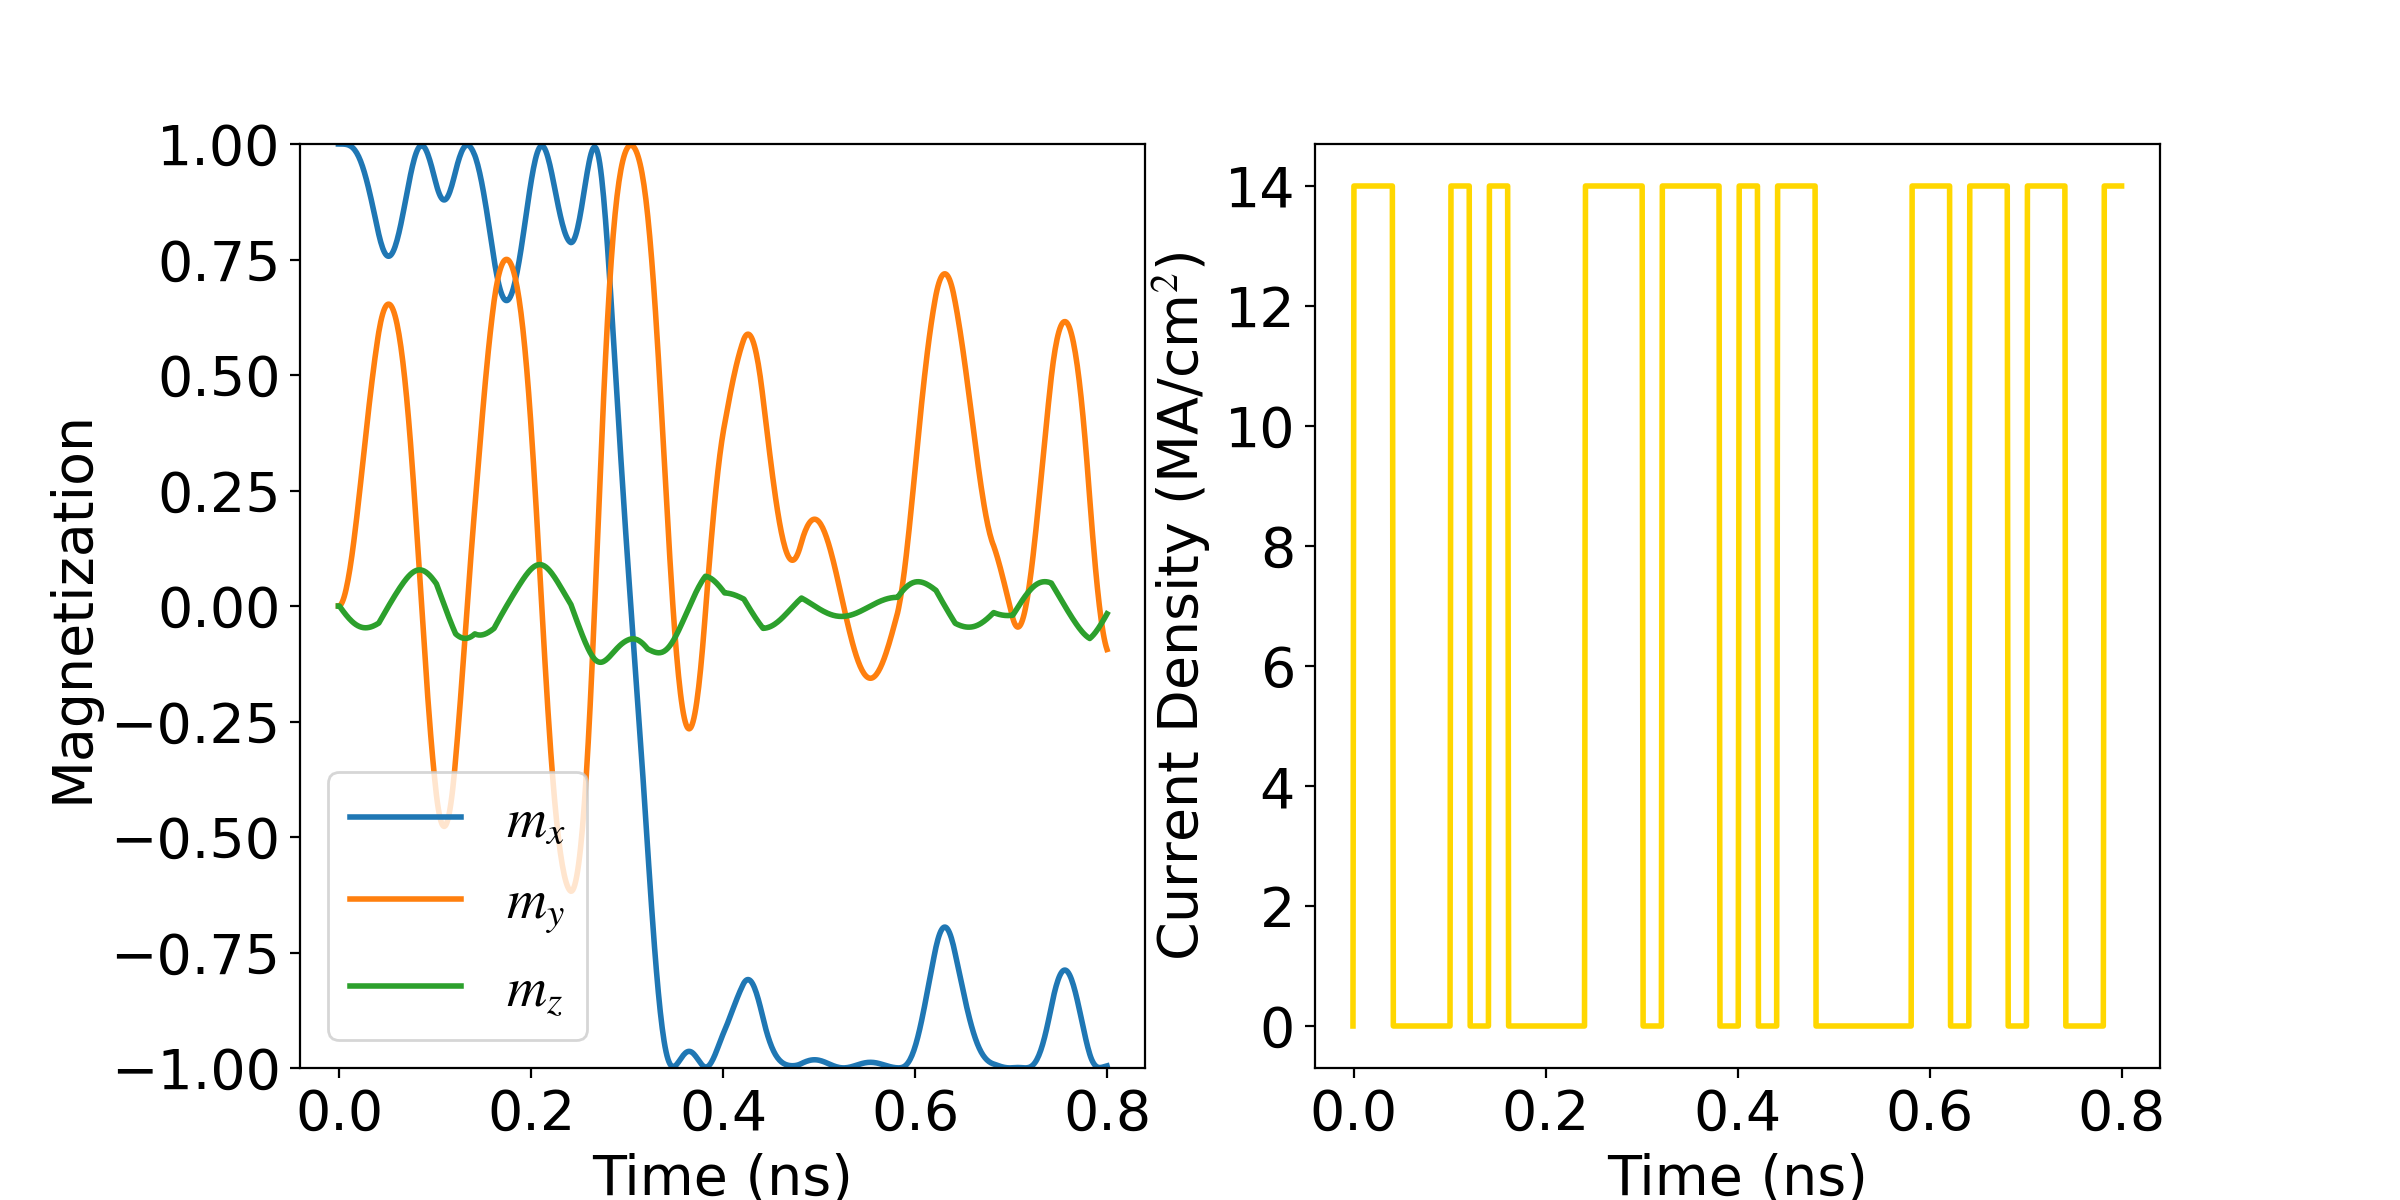 Magnetization
1.00
0.75
0.50
0.25
0.00
−0.25
−0.50
−0.75
−1.00
m_x
m_y
m_z
0.0 0.2 0.4 0.6 0.8
Time (ns)
Current Density (MA/cm²)
14
12
10
8
6
4
2
0
0.0 0.2 0.4 0.6 0.8
Time (ns)